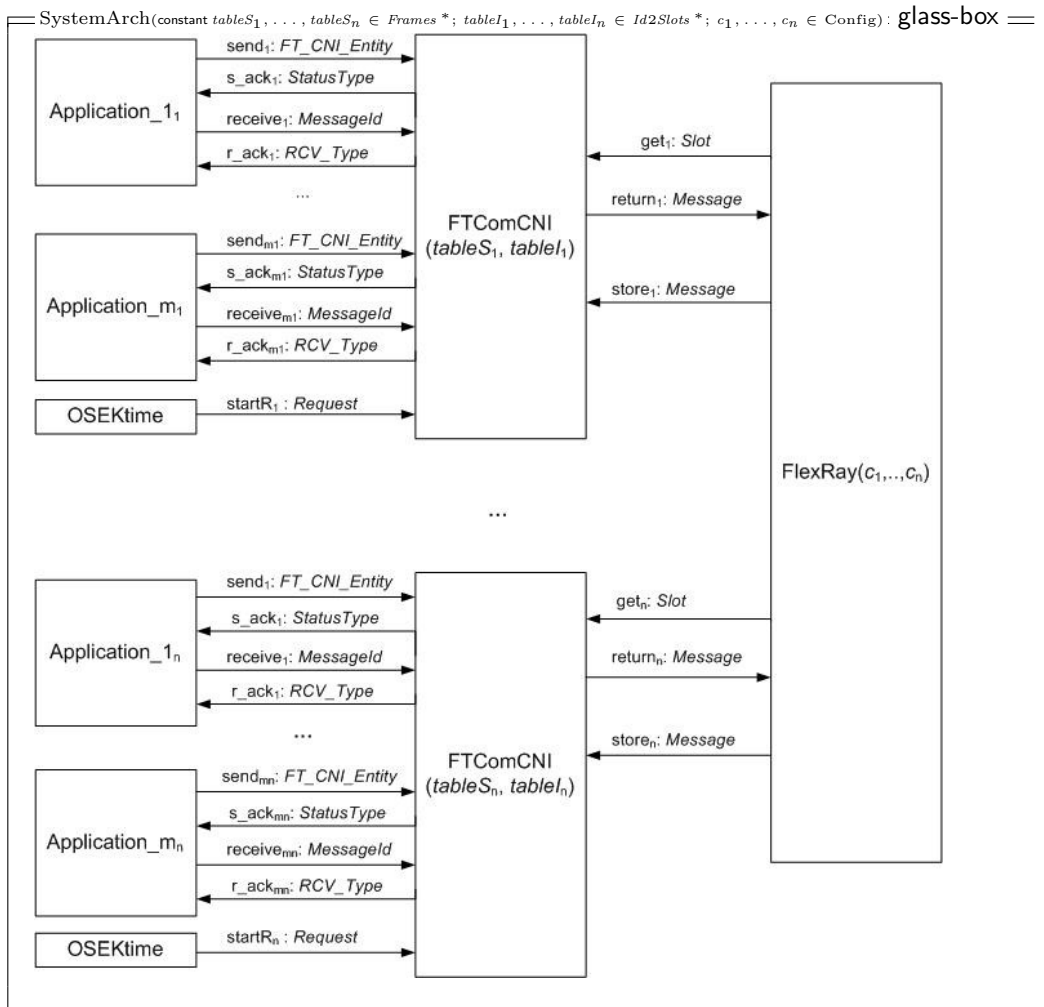 SystemArch(constant tableS₁, . . . , tableSₙ ∈ Frames *; tableI₁, . . . , tableIₙ ∈ Id2Slots *; c₁, . . . , cₙ ∈ Config) : glass-box
Application_1₁
send₁: FT_CNI_Entity
s_ack₁: StatusType
receive₁: MessageId
r_ack₁: RCV_Type
...
Application_m₁
sendₘ₁: FT_CNI_Entity
s_ackₘ₁: StatusType
receiveₘ₁: MessageId
r_ackₘ₁: RCV_Type
OSEKtime
startR₁ : Request
FTComCNI
(tableS₁, tableI₁)
get₁: Slot
return₁: Message
store₁: Message
FlexRay(c₁,..,cₙ)
...
Application_1ₙ
send₁: FT_CNI_Entity
s_ack₁: StatusType
receive₁: MessageId
r_ack₁: RCV_Type
...
Application_mₙ
sendₘₙ: FT_CNI_Entity
s_ackₘₙ: StatusType
receiveₘₙ: MessageId
r_ackₘₙ: RCV_Type
OSEKtime
startRₙ : Request
FTComCNI
(tableSₙ, tableIₙ)
getₙ: Slot
returnₙ: Message
storeₙ: Message